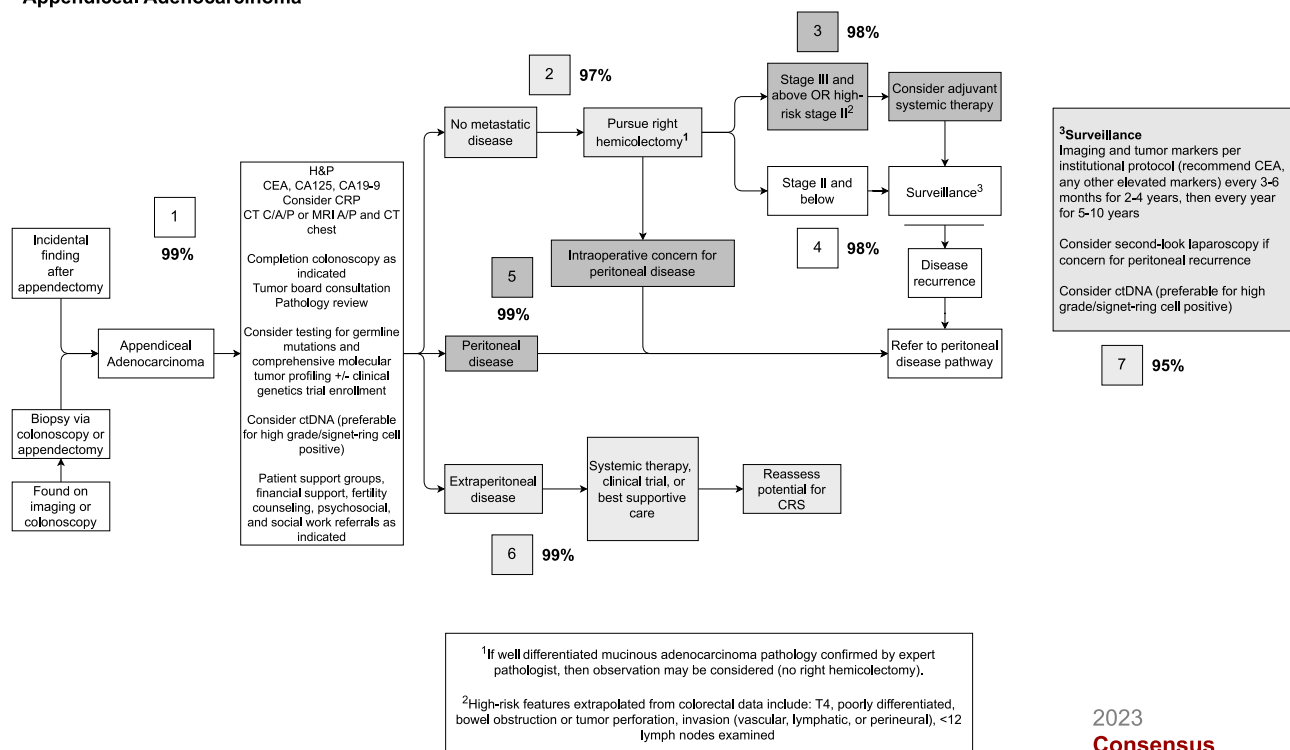 Appendiceal Adenocarcinoma
3
98%
2
97%
Stage III and
above OR high-
risk stage II2
Consider adjuvant
systemic therapy
No metastatic
disease
Pursue right
hemicolectomy1
3Surveillance
Imaging and tumor markers per
institutional protocol (recommend CEA,
any other elevated markers) every 3-6
months for 2-4 years, then every year
for 5-10 years
Consider second-look laparoscopy if
concern for peritoneal recurrence
Consider ctDNA (preferable for high
grade/signet-ring cell positive)
7
95%
Stage II and
below
Surveillance3
4
98%
1
99%
H&P
CEA, CA125, CA19-9
Consider CRP
CT C/A/P or MRI A/P and CT
chest
Completion colonoscopy as
indicated
Tumor board consultation
Pathology review
Consider testing for germline
mutations and
comprehensive molecular
tumor profiling +/- clinical
genetics trial enrollment
Consider ctDNA (preferable
for high grade/signet-ring cell
positive)
Patient support groups,
financial support, fertility
counseling, psychosocial,
and social work referrals as
indicated
Incidental
finding
after
appendectomy
Intraoperative concern for
peritoneal disease
Disease
recurrence
5
99%
Appendiceal
Adenocarcinoma
Peritoneal
disease
Refer to peritoneal
disease pathway
Biopsy via
colonoscopy or
appendectomy
Found on
imaging or
colonoscopy
Extraperitoneal
disease
Systemic therapy,
clinical trial, or
best supportive
care
Reassess
potential for
CRS
6
99%
1If well differentiated mucinous adenocarcinoma pathology confirmed by expert
pathologist, then observation may be considered (no right hemicolectomy).
2High-risk features extrapolated from colorectal data include: T4, poorly differentiated,
bowel obstruction or tumor perforation, invasion (vascular, lymphatic, or perineural), <12
lymph nodes examined
2023
Consensus